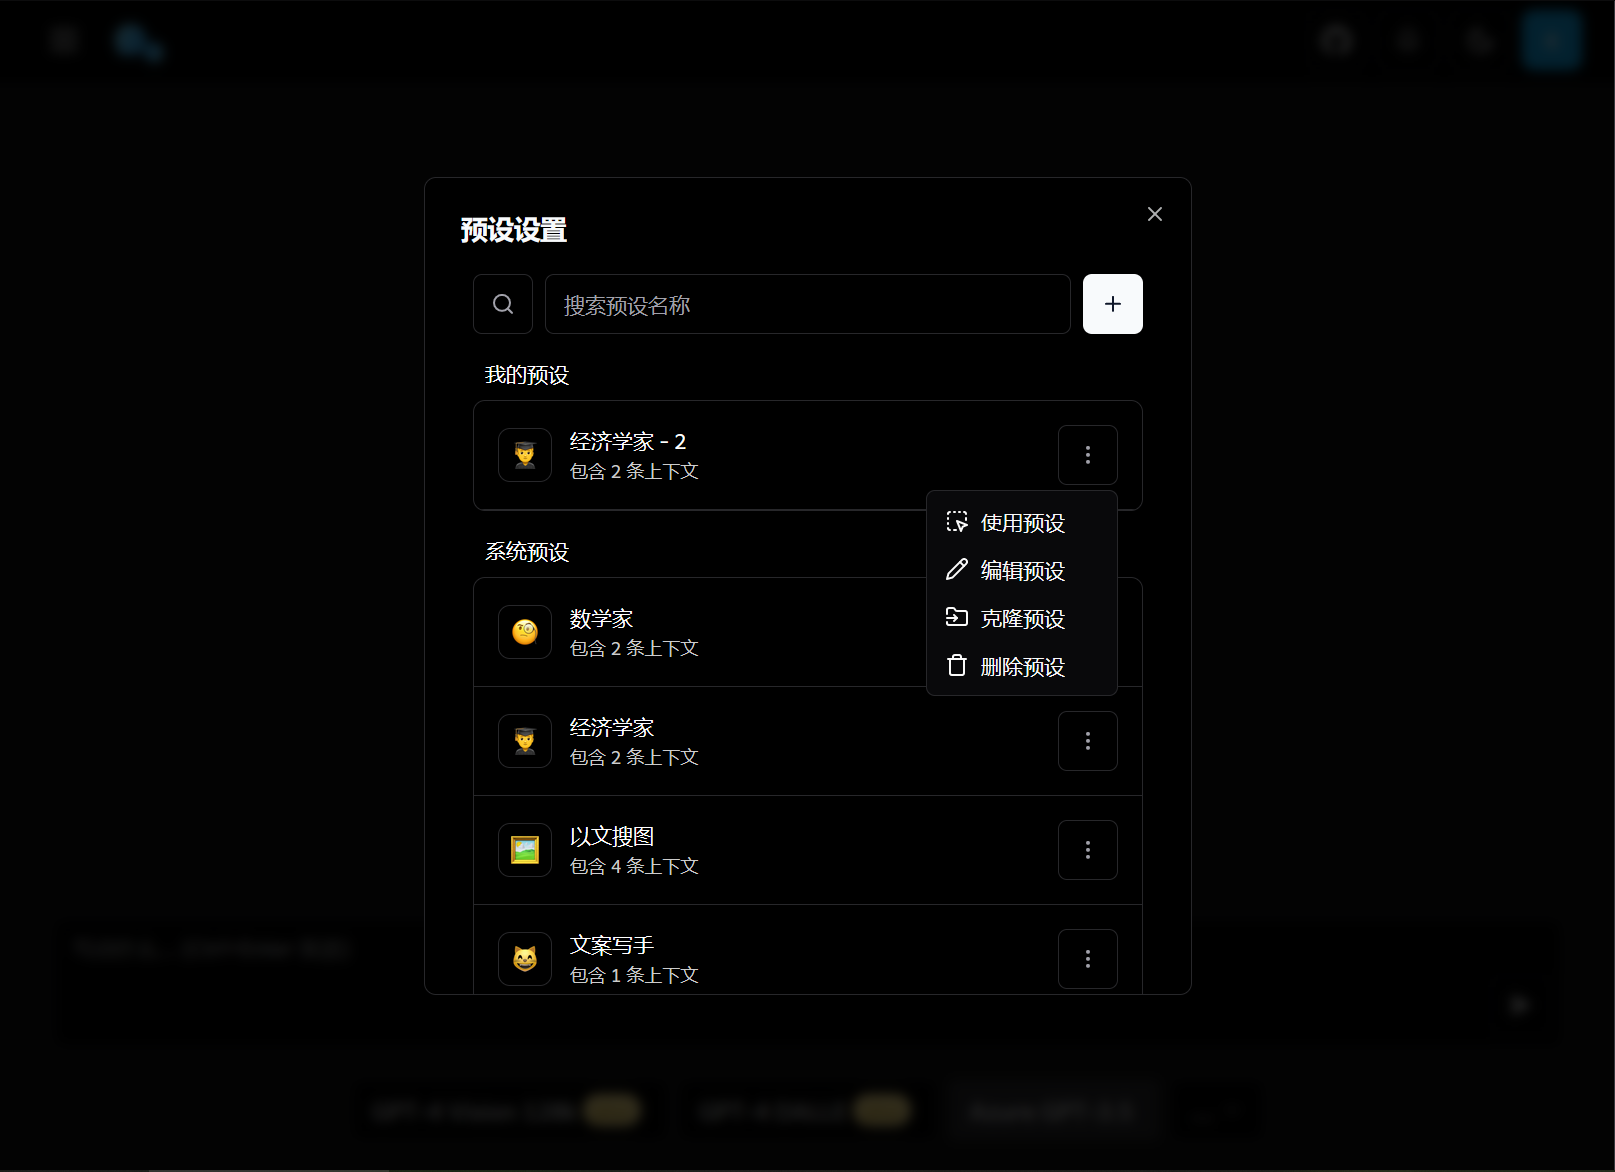 预设设置
搜索预设名称
我的预设
经济学家 - 2
包含 2 条上下文
使用预设
编辑预设
克隆预设
删除预设
系统预设
数学家
包含 2 条上下文
经济学家
包含 2 条上下文
以文搜图
包含 4 条上下文
文案写手
包含 1 条上下文